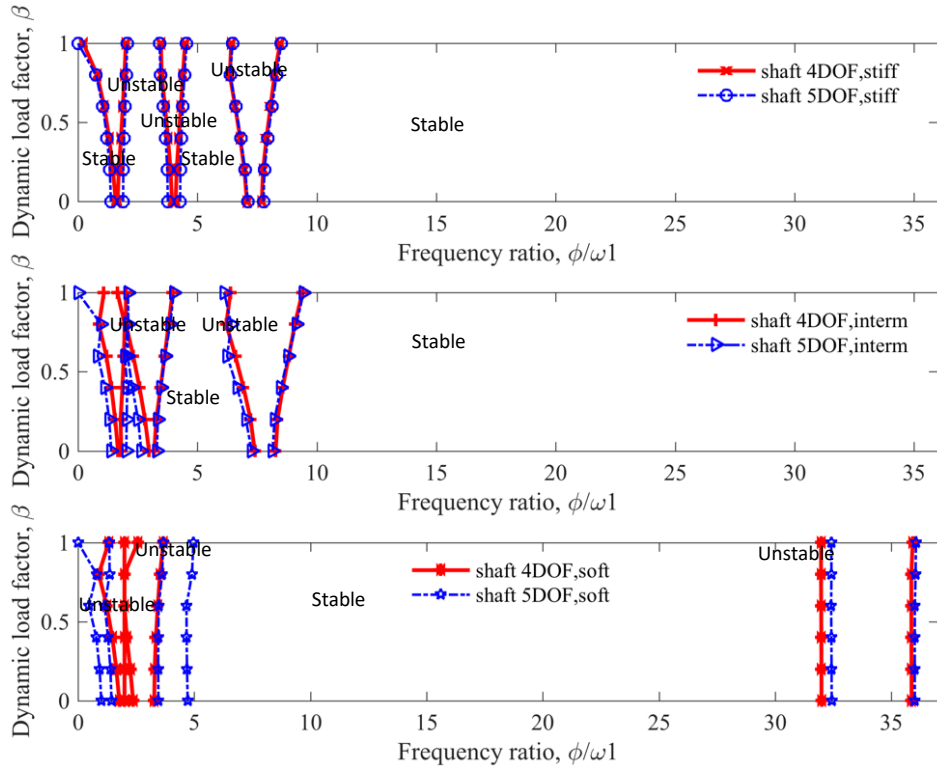 Dynamic load factor, β
1
0.5
0
Unstable
Unstable
Unstable
Stable
Stable
Stable
shaft 4DOF,stiff
shaft 5DOF,stiff
0 5 10 15 20 25 30 35
Frequency ratio, ϕ/ω1
Dynamic load factor, β
1
0.5
0
Unstable
Unstable
Stable
Stable
shaft 4DOF,interm
shaft 5DOF,interm
0 5 10 15 20 25 30 35
Frequency ratio, ϕ/ω1
Dynamic load factor, β
1
0.5
0
Unstable
Unstable
Unstable
Stable
shaft 4DOF,soft
shaft 5DOF,soft
0 5 10 15 20 25 30 35
Frequency ratio, ϕ/ω1